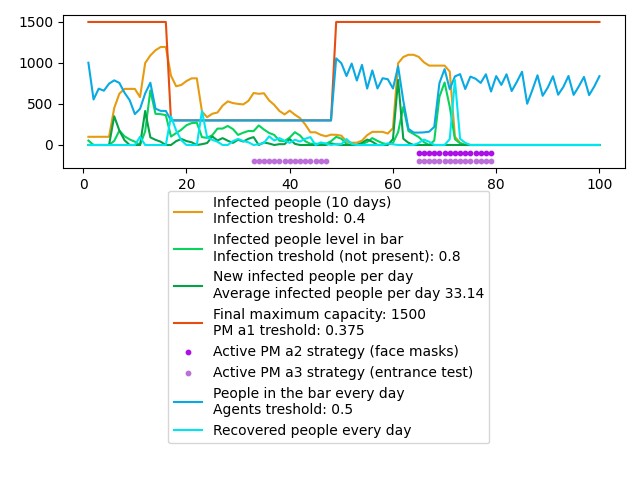 1500
1000
500
0
0 20 40 60 80 100
Infected people (10 days)
Infection treshold: 0.4
Infected people level in bar
Infection treshold (not present): 0.8
New infected people per day
Average infected people per day 33.14
Final maximum capacity: 1500
PM a1 treshold: 0.375
Active PM a2 strategy (face masks)
Active PM a3 strategy (entrance test)
People in the bar every day
Agents treshold: 0.5
Recovered people every day